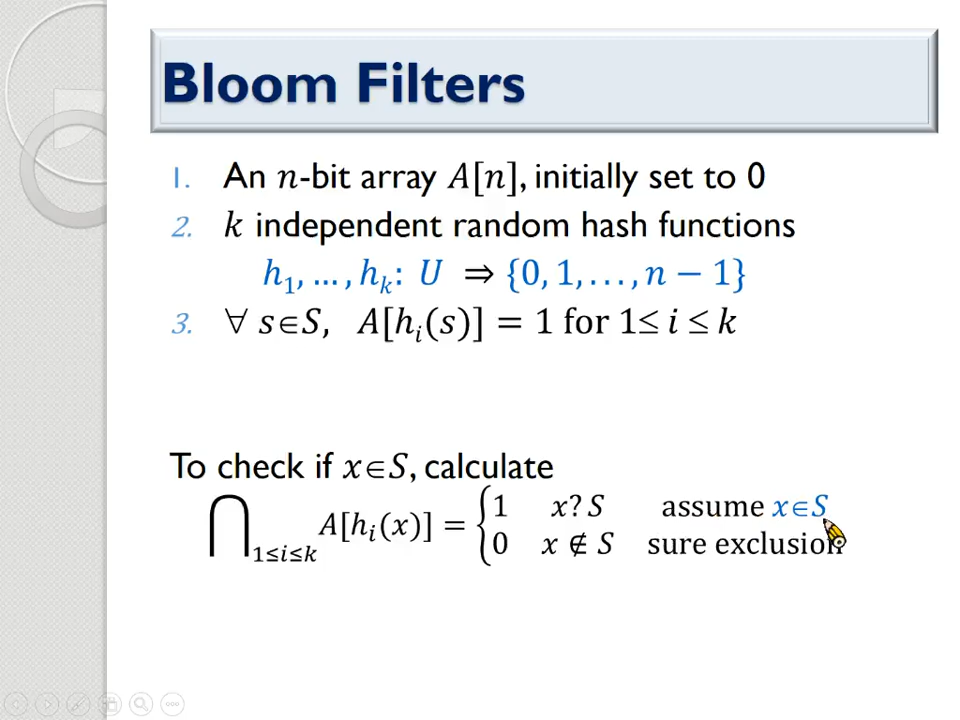 Bloom Filters
1. An n-bit array A[n], initially set to 0
2. k independent random hash functions
h₁, …, hₖ: U ⇒ {0, 1, . . . , n − 1}
3. ∀ s∈S, A[hᵢ(s)] = 1 for 1≤ i ≤ k
To check if x∈S, calculate
⋂ 1≤i≤k A[hᵢ(x)] = { 1 x? S assume x∈S
0 x ∉ S sure exclusion